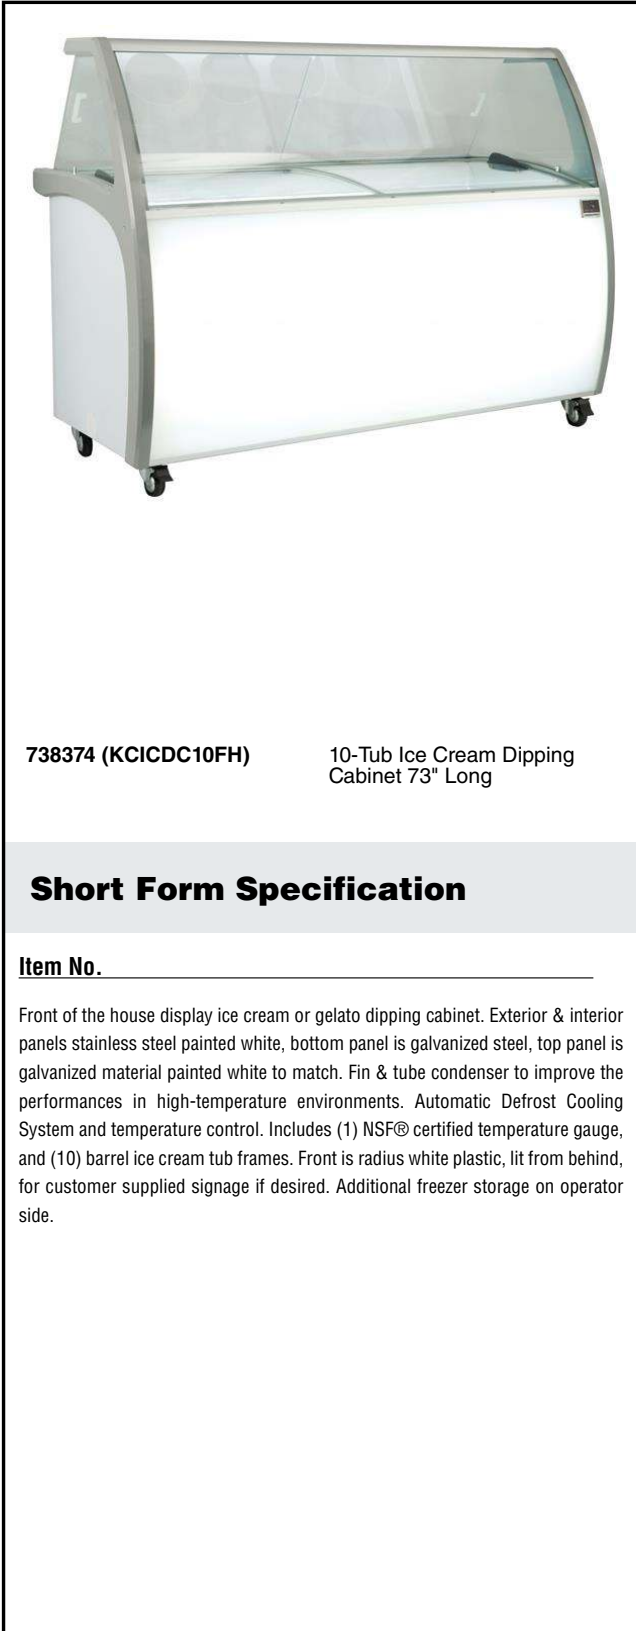 738374 (KCICDC10FH)
10-Tub Ice Cream Dipping
Cabinet 73" Long
Short Form Specification
Item No.
Front of the house display ice cream or gelato dipping cabinet. Exterior & interior
panels stainless steel painted white, bottom panel is galvanized steel, top panel is
galvanized material painted white to match. Fin & tube condenser to improve the
performances in high-temperature environments. Automatic Defrost Cooling
System and temperature control. Includes (1) NSF® certified temperature gauge,
and (10) barrel ice cream tub frames. Front is radius white plastic, lit from behind,
for customer supplied signage if desired. Additional freezer storage on operator
side.